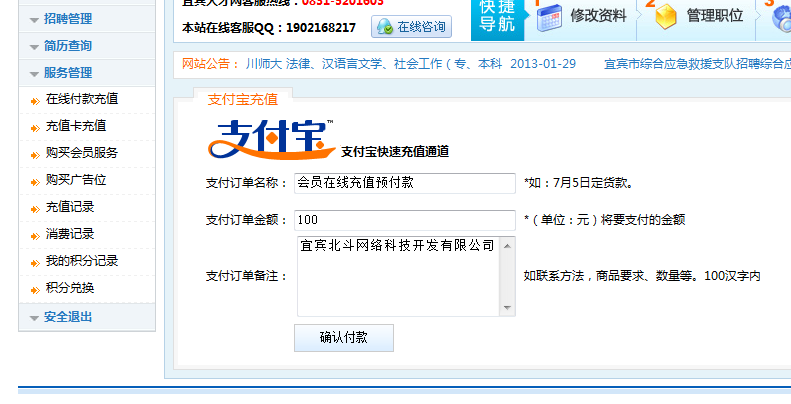 招聘管理
简历查询
服务管理
在线付款充值
充值卡充值
购买会员服务
购买广告位
充值记录
消费记录
我的积分记录
积分兑换
安全退出
宜宾人才网客服热线：0831-5201603
本站在线客服QQ：1902168217 在线咨询
快捷
导航
1 修改资料
2 管理职位
3
网站公告： 川师大 法律、汉语言文学、社会工作（专、本科 2013-01-29 宜宾市综合应急救援支队招聘综合应
支付宝充值
支付宝™ 支付宝快速充值通道
支付订单名称： 会员在线充值预付款 *如：7月5日定货款。
支付订单金额： 100 *（单位：元）将要支付的金额
支付订单备注： 宜宾北斗网络科技开发有限公司 如联系方法，商品要求、数量等。100汉字内
确认付款